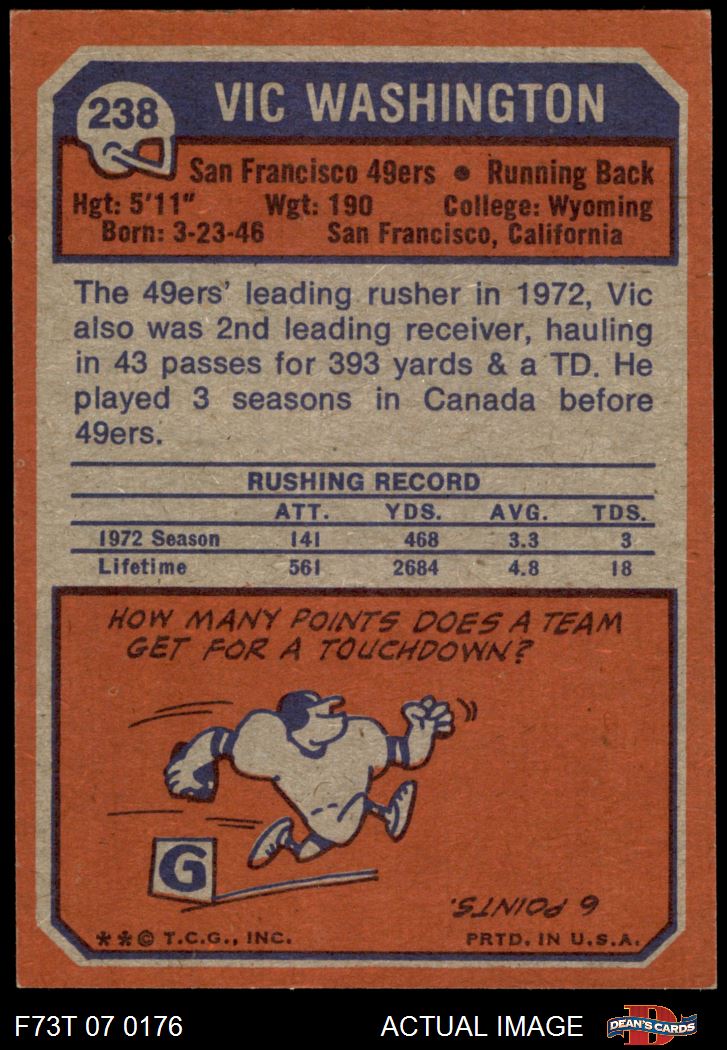 238
VIC WASHINGTON
San Francisco 49ers • Running Back
Hgt: 5'11" Wgt: 190 College: Wyoming
Born: 3-23-46 San Francisco, California
The 49ers' leading rusher in 1972, Vic
also was 2nd leading receiver, hauling
in 43 passes for 393 yards & a TD. He
played 3 seasons in Canada before
49ers.
RUSHING RECORD
ATT. YDS. AVG. TDS.
1972 Season 141 468 3.3 3
Lifetime 561 2684 4.8 18
HOW MANY POINTS DOES A TEAM
GET FOR A TOUCHDOWN?
G
6 POINTS.
**© T.C.G., INC. PRTD. IN U.S.A.
F73T 07 0176 ACTUAL IMAGE DEAN'S CARDS